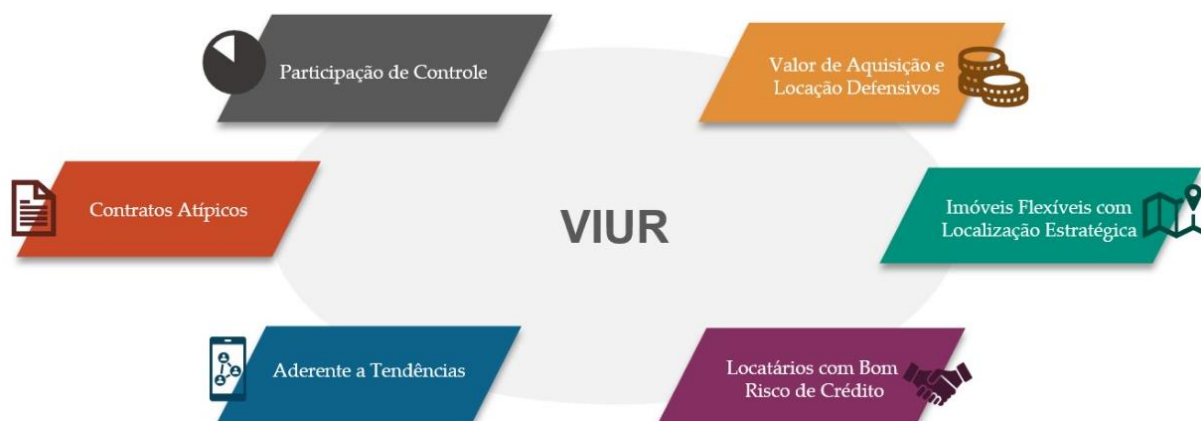 Participação de Controle
Valor de Aquisição e
Locação Defensivos
Contratos Atípicos
VIUR
Imóveis Flexíveis com
Localização Estratégica
Aderente a Tendências
Locatários com Bom
Risco de Crédito